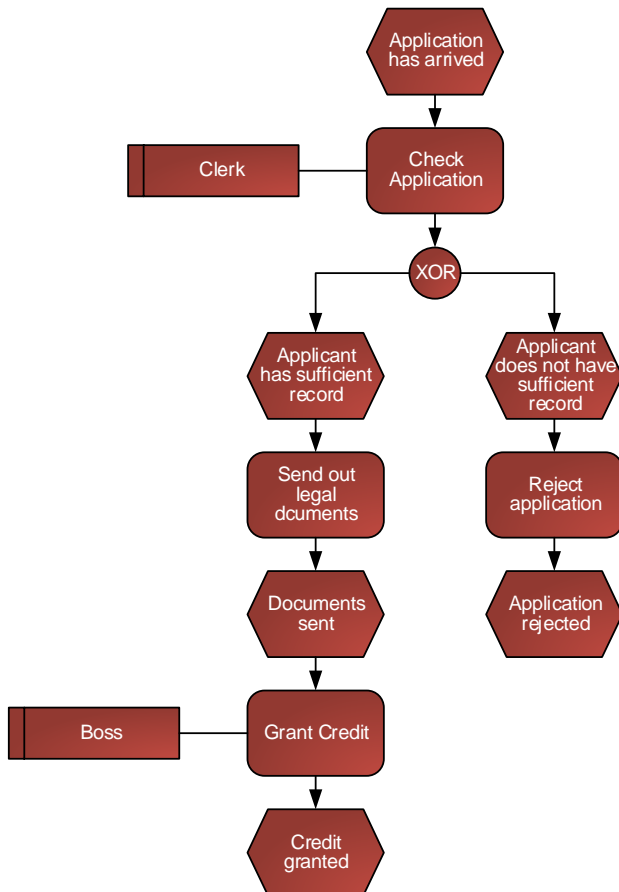 Application
has arrived
Clerk
Check
Application
XOR
Applicant
has sufficient
record
Applicant
does not have
sufficient
record
Send out
legal
dcuments
Reject
application
Documents
sent
Application
rejected
Boss
Grant Credit
Credit
granted